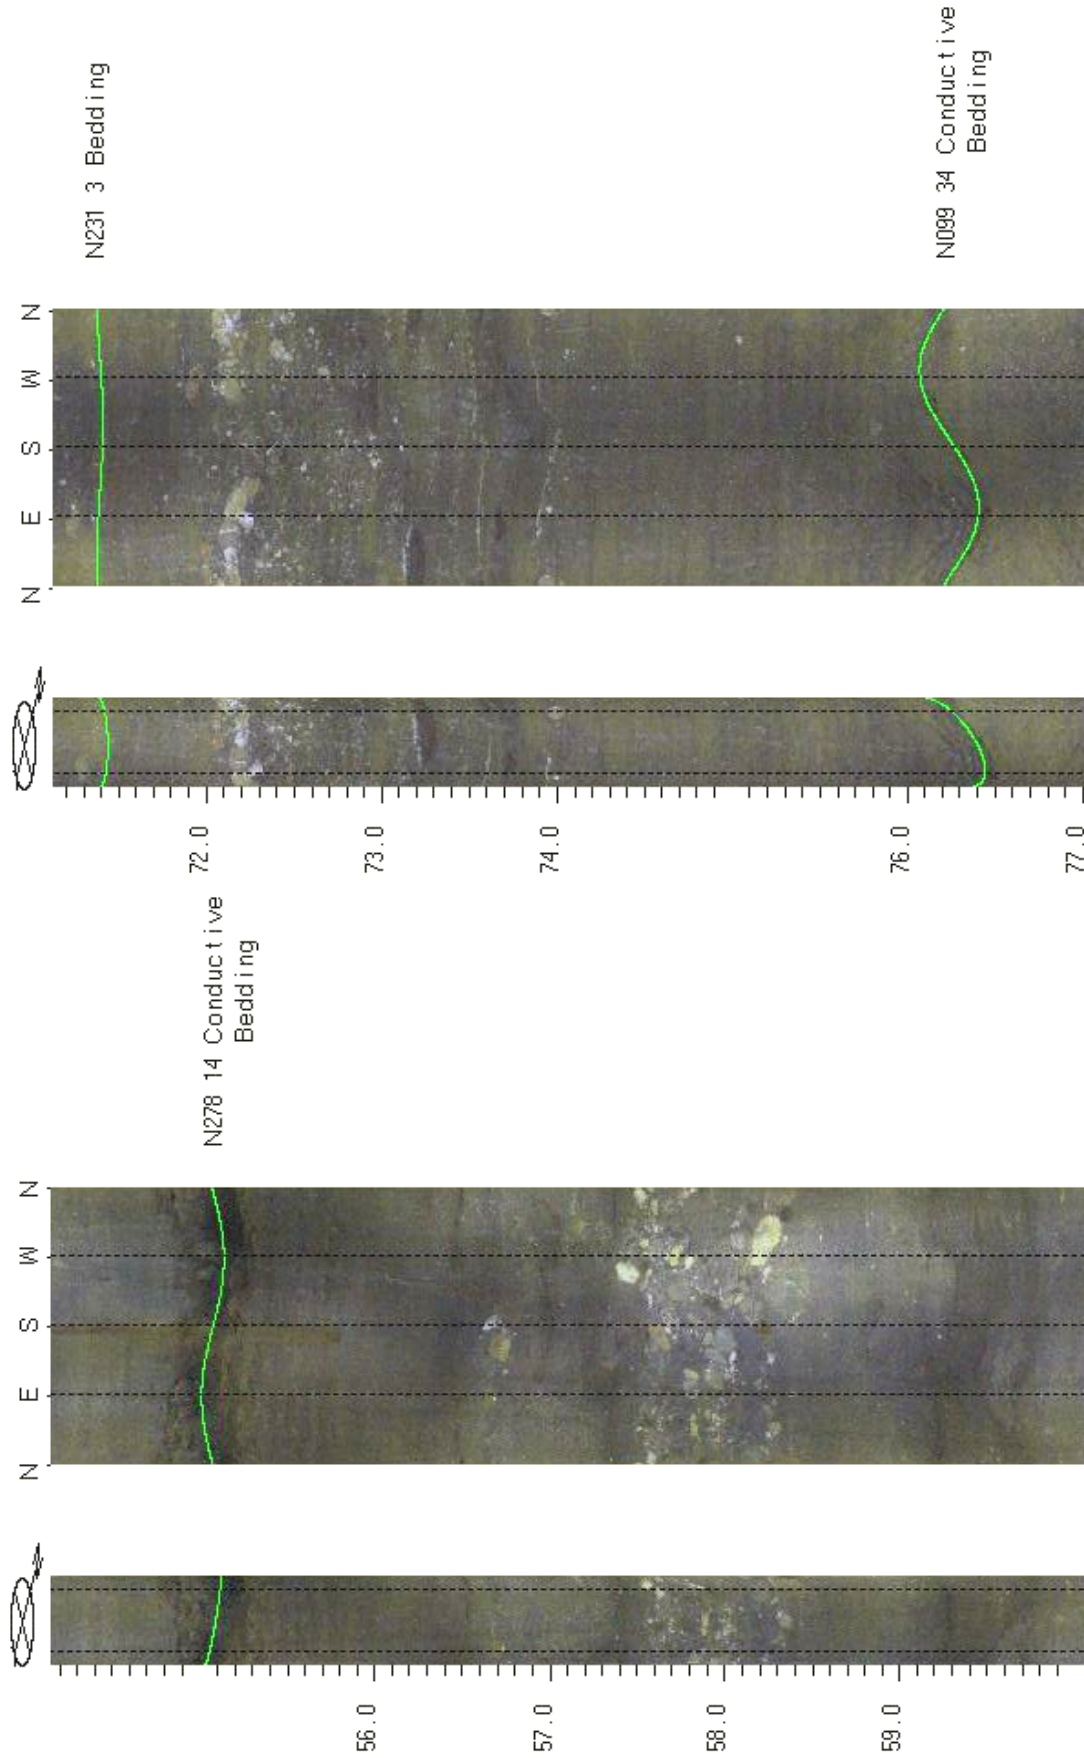 N E S W N
72.0
73.0
74.0
76.0
77.0
N231 3 Bedding
N099 34 Conductive
Bedding
N E S W N
56.0
57.0
58.0
59.0
N278 14 Conductive
Bedding